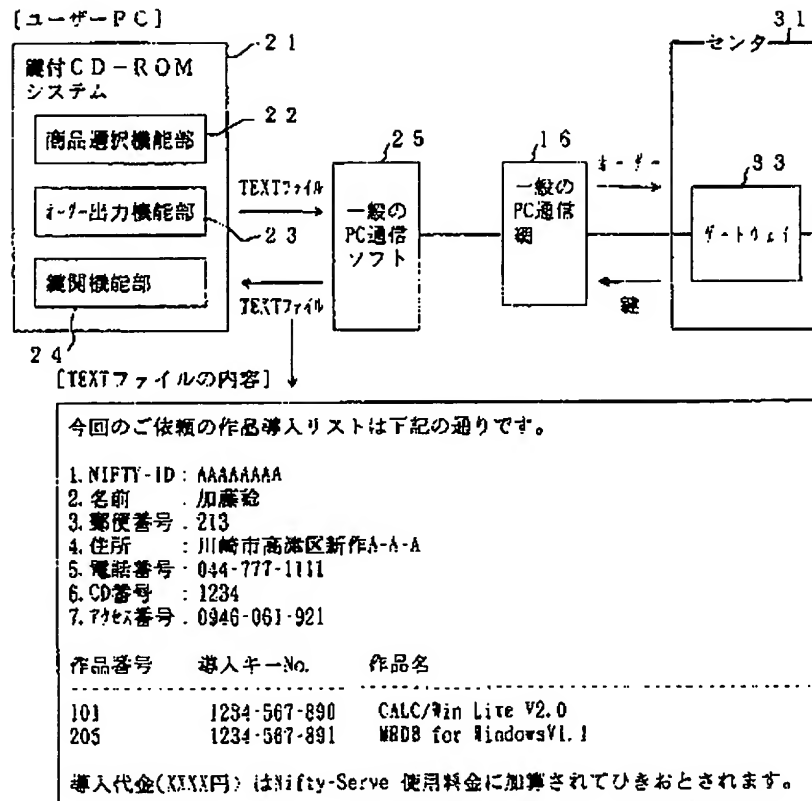 [ユーザーPC]
21
鍵付CD-ROM
システム
22
商品選択機能部
オーダー出力機能部
23
鍵関機能部
24
TEXTファイル
TEXTファイル
25
一般の
PC通信
ソフト
16
一般の
PC通信
網
オーダー
鍵
31
センタ
33
ゲートウェイ
[TEXTファイルの内容]
今回のご依頼の作品導入リストは下記の通りです。
1. NIFTY-ID : AAAAAAAA
2. 名前 : 加藤
3. 郵便番号 : 213
4. 住所 : 川崎市高津区新作A-A-A
5. 電話番号 : 044-777-1111
6. CD番号 : 1234
7. アクセス番号 : 0946-061-921
作品番号 導入キーNo. 作品名
101 1234-567-890 CALC/Win Lite V2.0
205 1234-567-891 MBDB for WindowsV1.1
導入代金(XXXX円) はNifty-Serve 使用料金に加算されてひきおとされます。